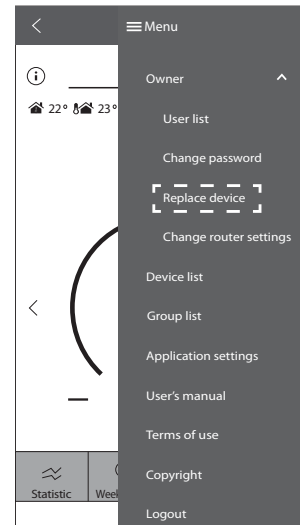 Menu
Owner
22° 23°
User list
Change password
Replace device
Change router settings
Device list
Group list
Application settings
User's manual
Terms of use
Copyright
Statistic Week
Logout